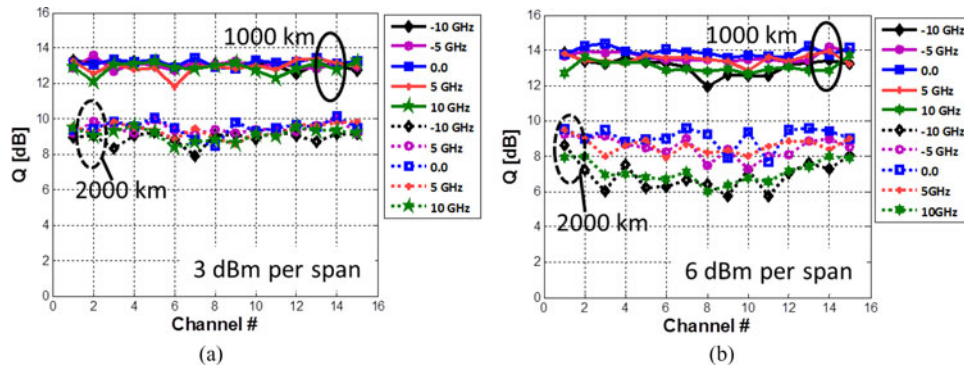 16
14
12
10
8
6
4
2
0
Q [dB]
1000 km
2000 km
3 dBm per span
0 2 4 6 8 10 12 14 16
Channel #
(a)
-10 GHz
-5 GHz
0.0
5 GHz
10 GHz
-10 GHz
5 GHz
0.0
5 GHz
10 GHz
16
14
12
10
8
6
4
2
0
1000 km
2000 km
6 dBm per span
0 2 4 6 8 10 12 14 16
Channel #
(b)
-10 GHz
-5 GHz
0.0
5 GHz
10 GHz
-10 GHz
-5 GHz
0.0
5GHz
10GHz